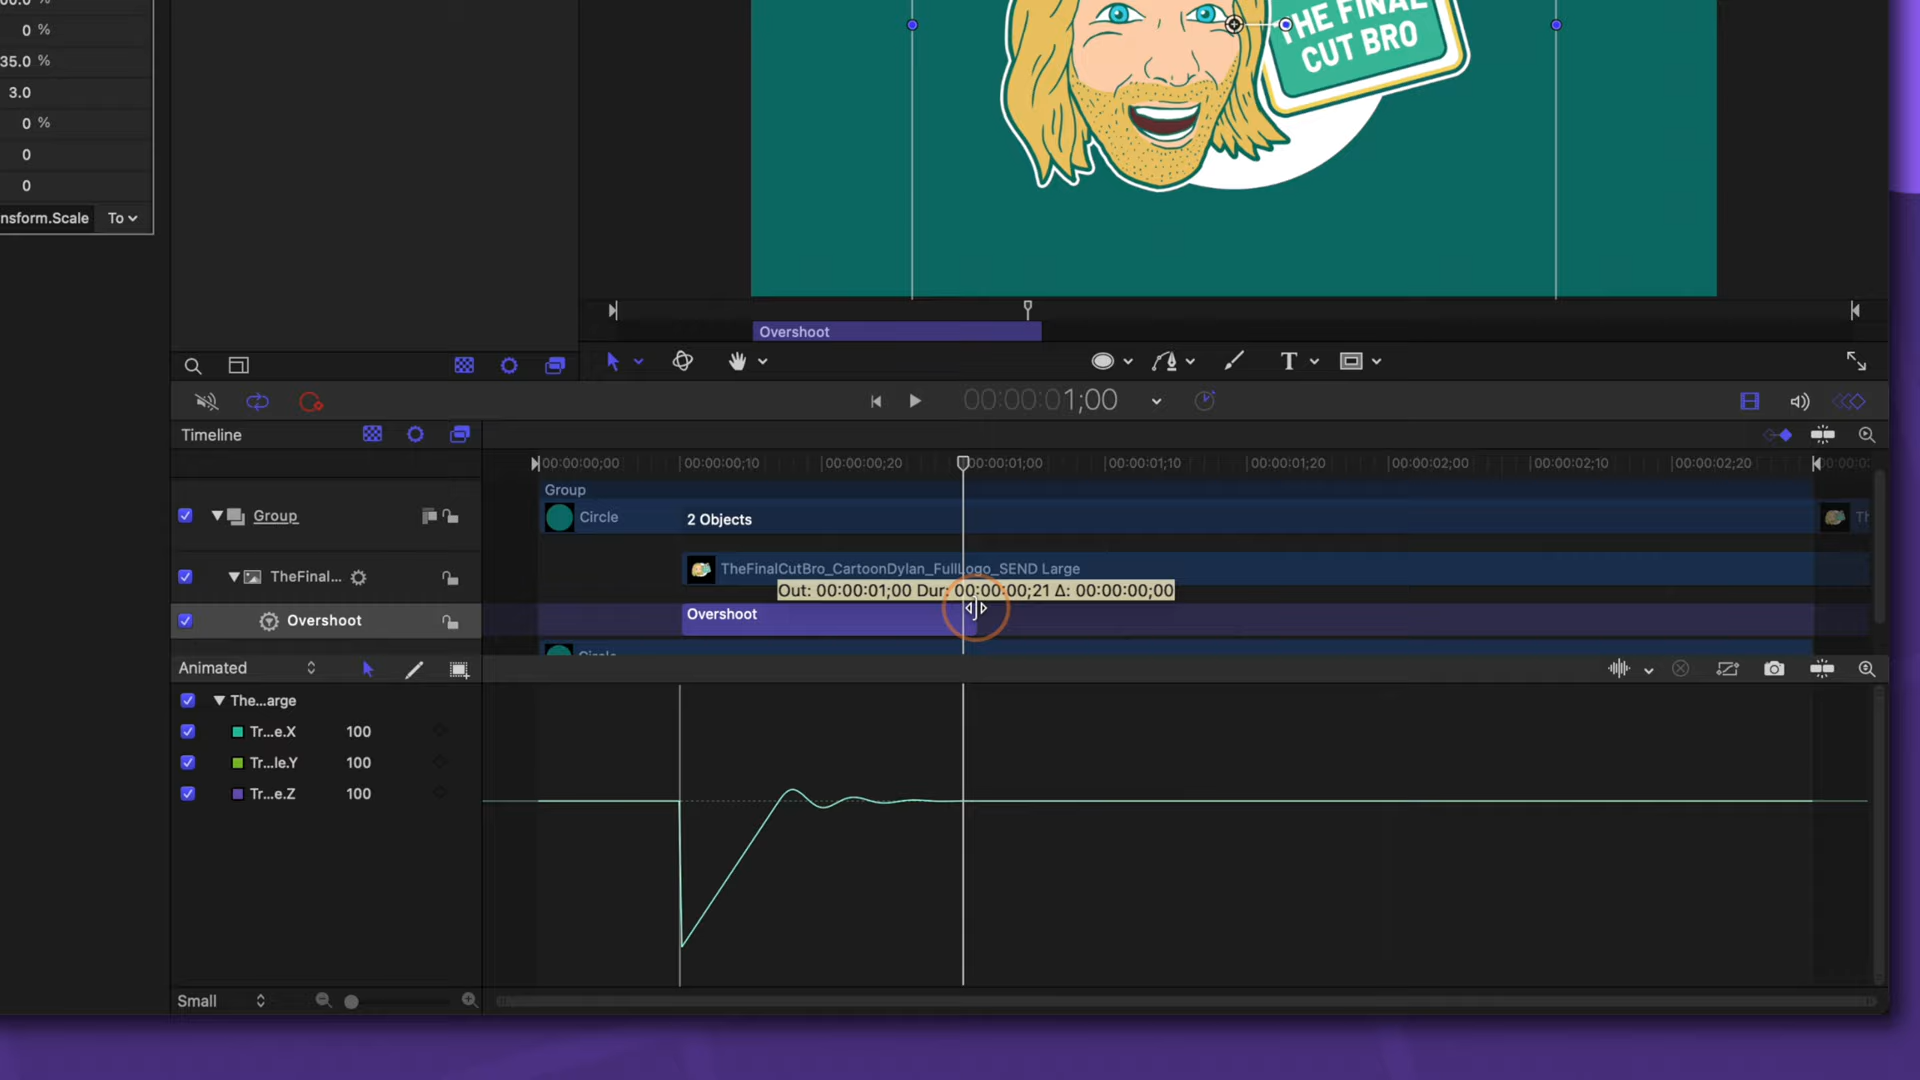 0 %
35.0 %
3.0
0 %
0
0
nsform.Scale To
THE FINAL
CUT BRO
Overshoot
T
00:00:01;00
Timeline
00:00:00;00 00:00:00;10 00:00:00;20 00:00:01;00 00:00:01;10 00:00:01;20 00:00:02;00 00:00:02;10 00:00:02;20
Group
Group
Circle 2 Objects
TheFinal... TheFinalCutBro_CartoonDylan_FullLogo_SEND Large
Out: 00:00:01;00 Dur: 00:00:00;21 Δ: 00:00:00;00
Overshoot Overshoot
Circle
Animated
The...arge
Tr...e.X 100
Tr...le.Y 100
Tr...e.Z 100
Small